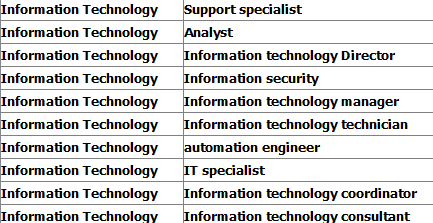 Information Technology Support specialist
Information Technology Analyst
Information Technology Information technology Director
Information Technology Information security
Information Technology Information technology manager
Information Technology Information technology technician
Information Technology automation engineer
Information Technology IT specialist
Information Technology Information technology coordinator
Information Technology Information technology consultant